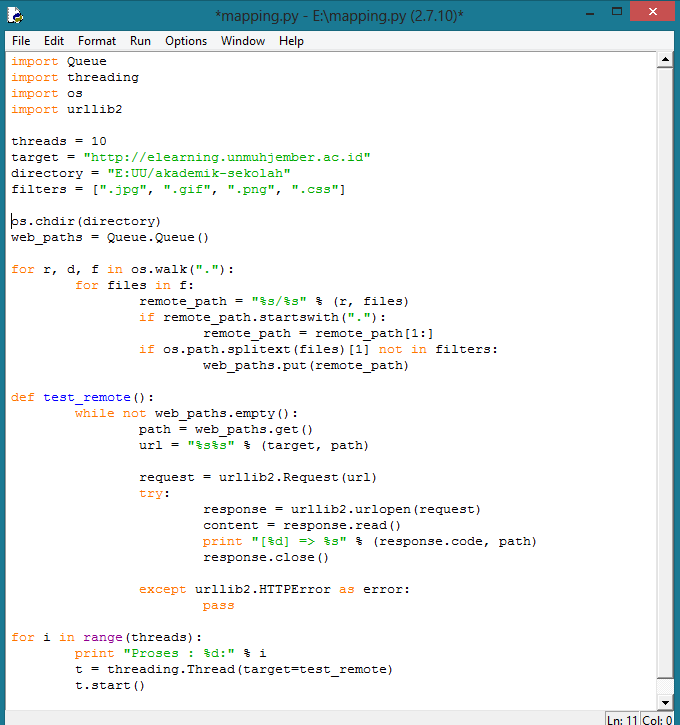 *mapping.py - E:\mapping.py (2.7.10)*
File Edit Format Run Options Window Help
import Queue
import threading
import os
import urllib2

threads = 10
target = "http://elearning.unmuhjember.ac.id"
directory = "E:UU/akademik-sekolah"
filters = [".jpg", ".gif", ".png", ".css"]

os.chdir(directory)
web_paths = Queue.Queue()

for r, d, f in os.walk("."):
        for files in f:
                remote_path = "%s/%s" % (r, files)
                if remote_path.startswith("."):
                        remote_path = remote_path[1:]
                if os.path.splitext(files)[1] not in filters:
                        web_paths.put(remote_path)

def test_remote():
        while not web_paths.empty():
                path = web_paths.get()
                url = "%s%s" % (target, path)

                request = urllib2.Request(url)
                try:
                        response = urllib2.urlopen(request)
                        content = response.read()
                        print "[%d] => %s" % (response.code, path)
                        response.close()

                except urllib2.HTTPError as error:
                        pass

for i in range(threads):
        print "Proses : %d:" % i
        t = threading.Thread(target=test_remote)
        t.start()
Ln: 11 Col: 0